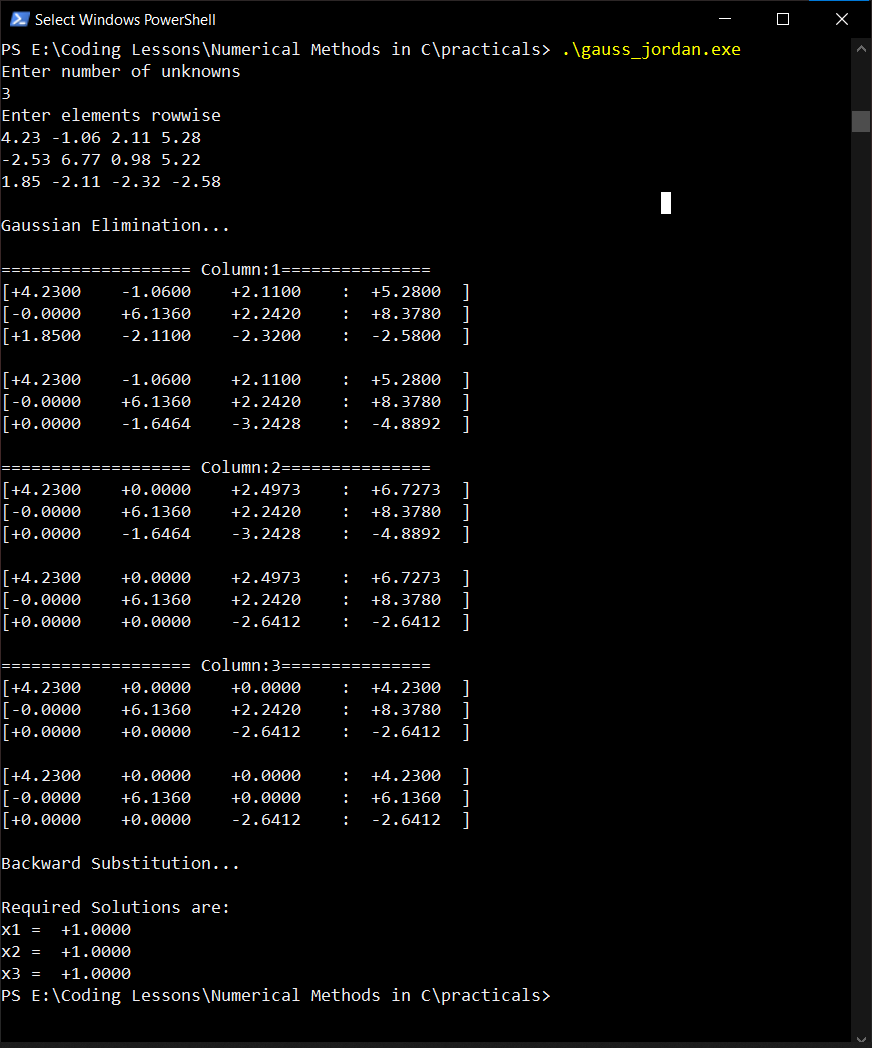 Select Windows PowerShell
PS E:\Coding Lessons\Numerical Methods in C\practicals> .\gauss_jordan.exe
Enter number of unknowns
3
Enter elements rowwise
4.23 -1.06 2.11 5.28
-2.53 6.77 0.98 5.22
1.85 -2.11 -2.32 -2.58
Gaussian Elimination...
=================== Column:1===============
[+4.2300    -1.0600    +2.1100    :  +5.2800  ]
[-0.0000    +6.1360    +2.2420    :  +8.3780  ]
[+1.8500    -2.1100    -2.3200    :  -2.5800  ]
[+4.2300    -1.0600    +2.1100    :  +5.2800  ]
[-0.0000    +6.1360    +2.2420    :  +8.3780  ]
[+0.0000    -1.6464    -3.2428    :  -4.8892  ]
=================== Column:2===============
[+4.2300    +0.0000    +2.4973    :  +6.7273  ]
[-0.0000    +6.1360    +2.2420    :  +8.3780  ]
[+0.0000    -1.6464    -3.2428    :  -4.8892  ]
[+4.2300    +0.0000    +2.4973    :  +6.7273  ]
[-0.0000    +6.1360    +2.2420    :  +8.3780  ]
[+0.0000    +0.0000    -2.6412    :  -2.6412  ]
=================== Column:3===============
[+4.2300    +0.0000    +0.0000    :  +4.2300  ]
[-0.0000    +6.1360    +2.2420    :  +8.3780  ]
[+0.0000    +0.0000    -2.6412    :  -2.6412  ]
[+4.2300    +0.0000    +0.0000    :  +4.2300  ]
[-0.0000    +6.1360    +0.0000    :  +6.1360  ]
[+0.0000    +0.0000    -2.6412    :  -2.6412  ]
Backward Substitution...
Required Solutions are:
x1 =  +1.0000
x2 =  +1.0000
x3 =  +1.0000
PS E:\Coding Lessons\Numerical Methods in C\practicals>